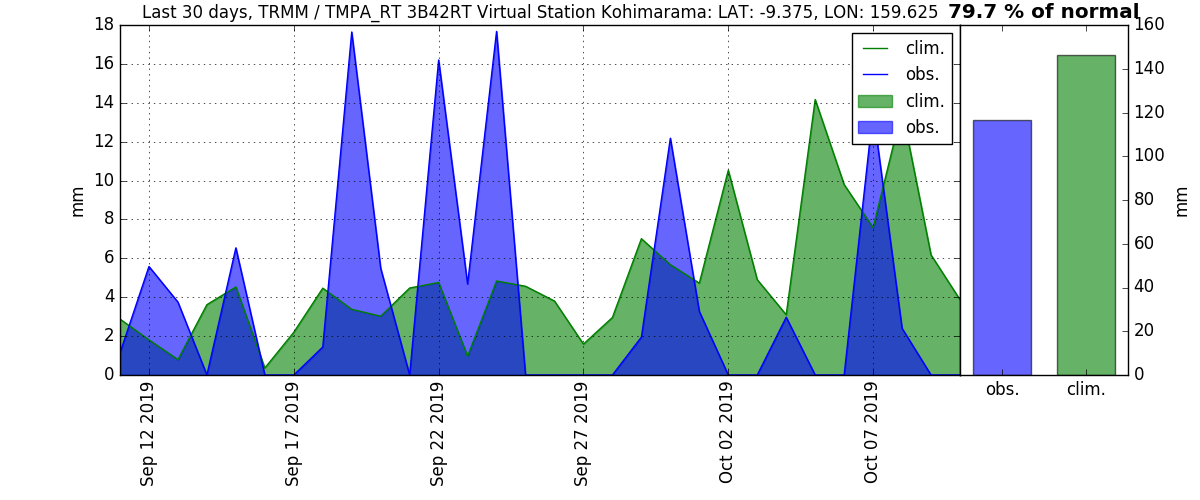 Last 30 days, TRMM / TMPA_RT 3B42RT Virtual Station Kohimarama: LAT: -9.375, LON: 159.625 79.7 % of normal
18
16
14
12
10
8
6
4
2
0
mm
clim.
obs.
clim.
obs.
160
140
120
100
80
60
40
20
0
mm
Sep 12 2019
Sep 17 2019
Sep 22 2019
Sep 27 2019
Oct 02 2019
Oct 07 2019
obs.
clim.